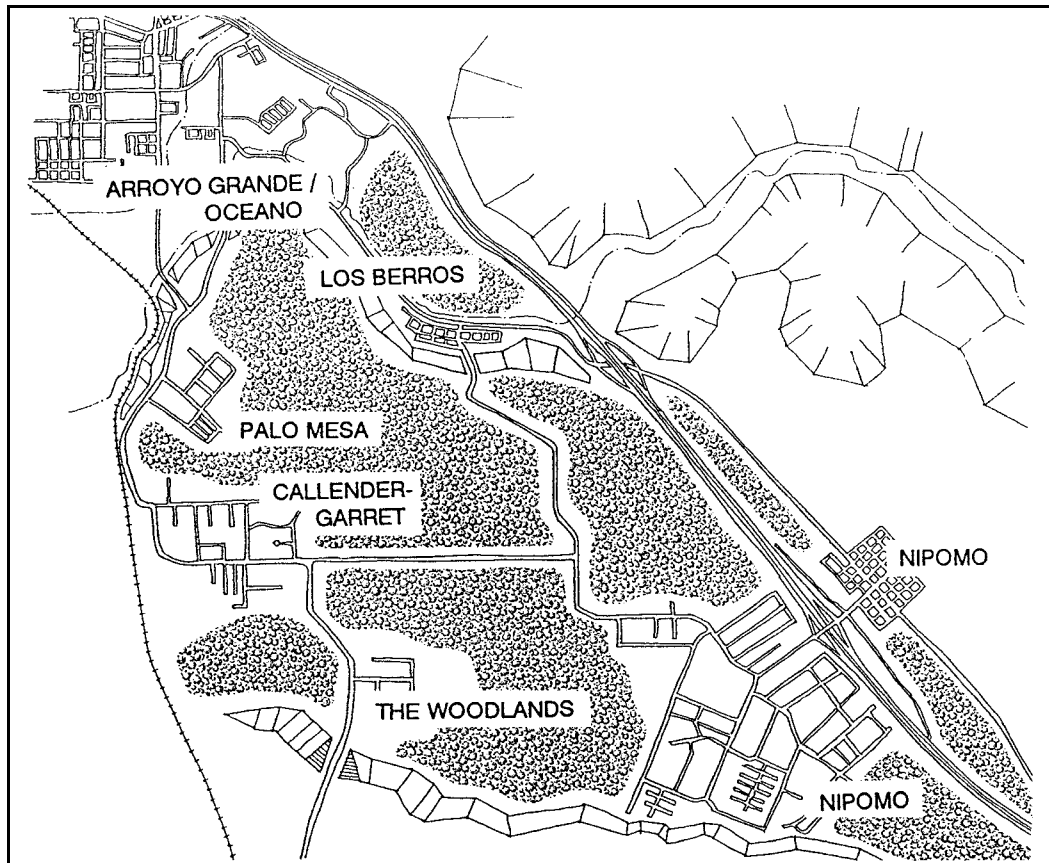 ARROYO GRANDE /
OCEANO
LOS BERROS
PALO MESA
CALLENDER-
GARRET
NIPOMO
THE WOODLANDS
NIPOMO